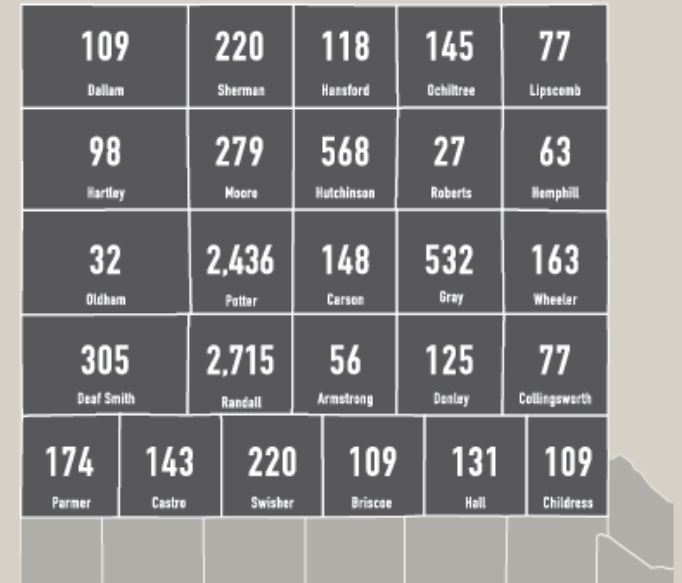 109 220 118 145 77
Dallam Sherman Hansford Ochiltree Lipscomb
98 279 568 27 63
Hartley Moore Hutchinson Roberts Hemphill
32 2,436 148 532 163
Oldham Potter Carson Gray Wheeler
305 2,715 56 125 77
Deaf Smith Randall Armstrong Donley Collingsworth
174 143 220 109 131 109
Parmer Castro Swisher Briscoe Hall Childress